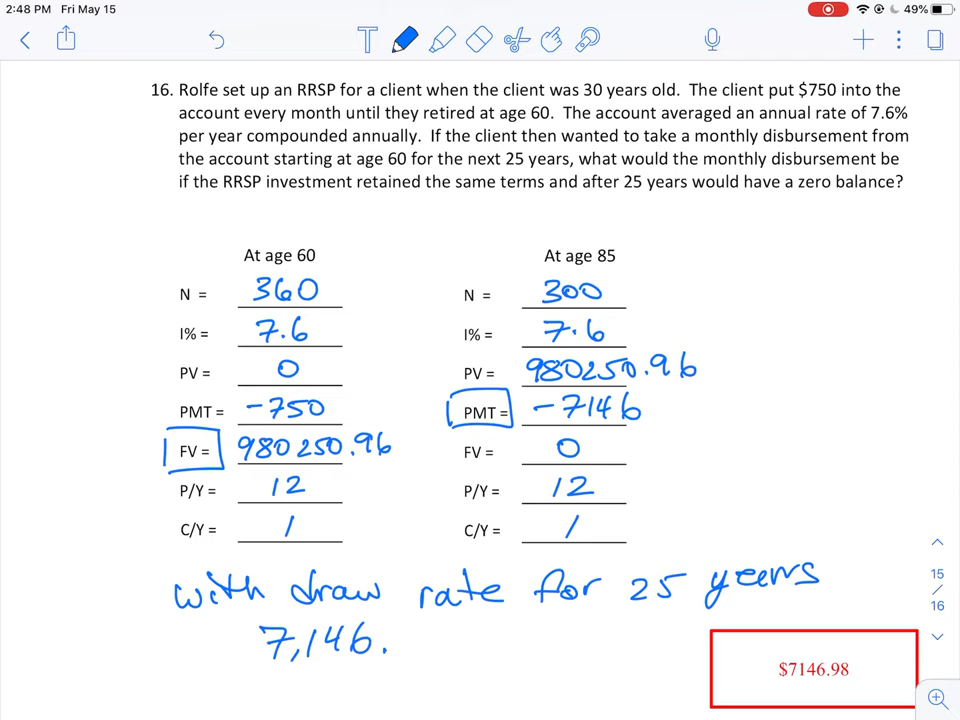 2:48 PM Fri May 15
49%
16. Rolfe set up an RRSP for a client when the client was 30 years old. The client put $750 into the
account every month until they retired at age 60. The account averaged an annual rate of 7.6%
per year compounded annually. If the client then wanted to take a monthly disbursement from
the account starting at age 60 for the next 25 years, what would the monthly disbursement be
if the RRSP investment retained the same terms and after 25 years would have a zero balance?
At age 60
N = 360
I% = 7.6
PV = 0
PMT = -750
FV = 980250.96
P/Y = 12
C/Y = 1
At age 85
N = 300
I% = 7.6
PV = 980250.96
PMT = -7146
FV = 0
P/Y = 12
C/Y = 1
with draw rate for 25 years
7,146.
$7146.98
15
/
16